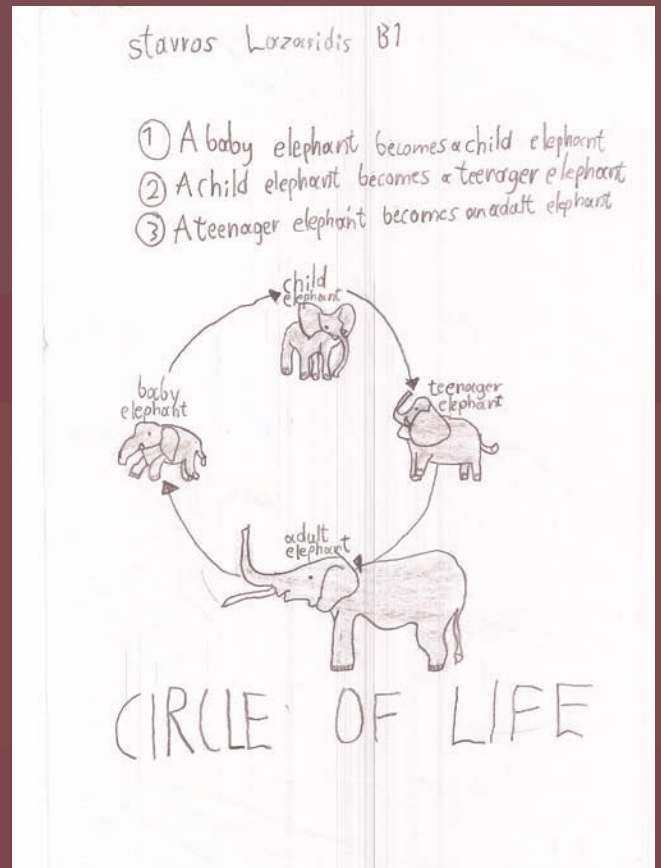 stavros Lazaridis B1
① A baby elephant becomes a child elephant
② A child elephant becomes a teenager elephant
③ A teenager elephant becomes an adult elephant
child
elephant
baby
elephant
teenager
elephant
adult
elephant
CIRCLE OF LIFE